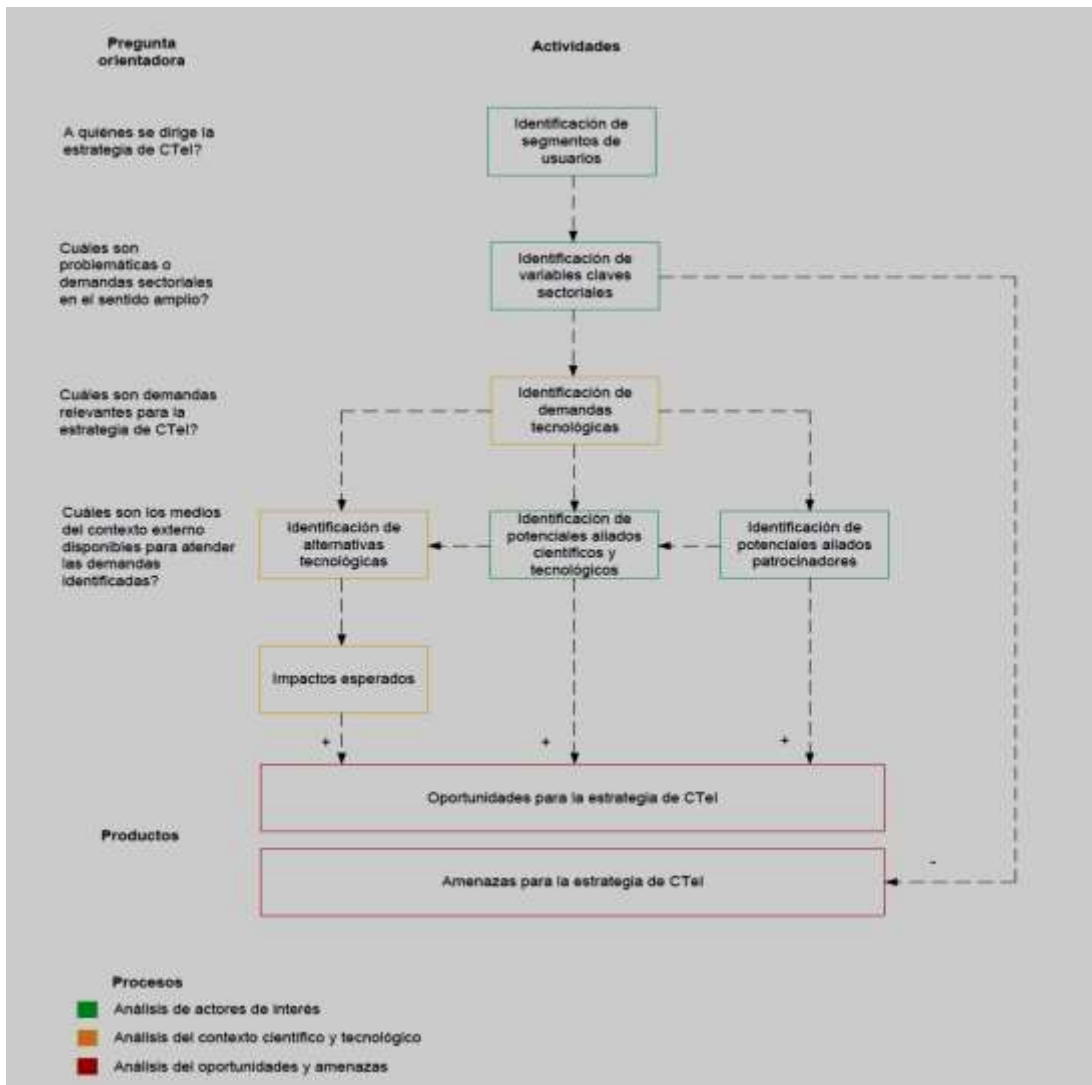 Pregunta
orientadora
Actividades
A quiénes se dirige la
estrategia de CTeI?
Identificación de
segmentos de
usuarios
Cuáles son
problemáticas o
demandas sectoriales
en el sentido amplio?
Identificación de
variables claves
sectoriales
Cuáles son demandas
relevantes para la
estrategia de CTeI?
Identificación de
demandas
tecnológicas
Cuáles son los medios
del contexto externo
disponibles para atender
las demandas
identificadas?
Identificación de
alternativas
tecnológicas
Identificación de
potenciales aliados
científicos y
tecnológicos
Identificación de
potenciales aliados
patrocinadores
Impactos esperados
+
+
+
Oportunidades para la estrategia de CTeI
Productos
-
Amenazas para la estrategia de CTeI
Procesos
Análisis de actores de interés
Análisis del contexto científico y tecnológico
Análisis del oportunidades y amenazas